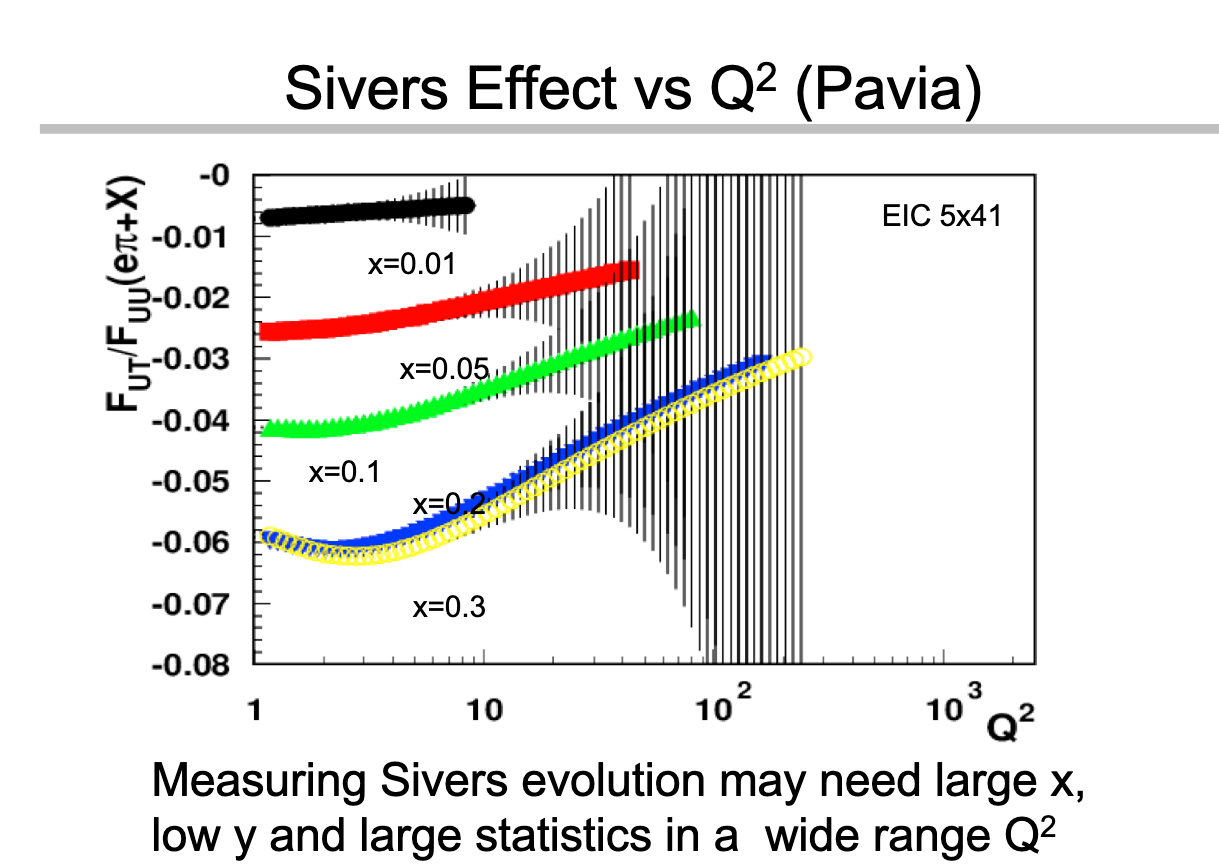 Sivers Effect vs Q² (Pavia)
F_UT/F_UU(eπ+X)
-0
-0.01
-0.02
-0.03
-0.04
-0.05
-0.06
-0.07
-0.08
EIC 5x41
x=0.01
x=0.05
x=0.1
x=0.2
x=0.3
1
10
10²
10³
Q²
Measuring Sivers evolution may need large x,
low y and large statistics in a wide range Q²